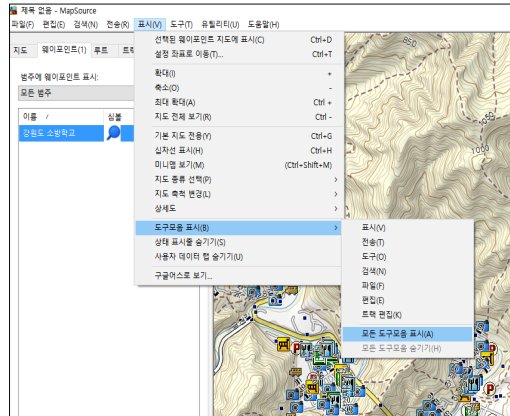 제목 없음 - MapSource
파일(F) 편집(E) 검색(N) 전송(R) 표시(V) 도구(T) 유틸리티(U) 도움말(H)
지도 웨이포인트(1) 루트 트랙
범주에 웨이포인트 표시:
모든 범주
이름 / 심볼
강원도 소방학교
선택된 웨이포인트 지도에 표시(C) Ctrl+D
설정 좌표로 이동(T)... Ctrl+T
확대(I) +
축소(O) -
최대 확대(A) Ctrl +
지도 전체 보기(R) Ctrl -
기본 지도 전용(Y) Ctrl+G
십자선 표시(H) Ctrl+H
미니맵 보기(M) (Ctrl+Shift+M)
지도 종류 선택(P) >
지도 축척 변경(L) >
상세도 >
도구모음 표시(B) >
상태 표시줄 숨기기(S)
사용자 데이터 탭 숨기기(U)
구글어스로 보기...
표시(V)
전송(T)
도구(O)
검색(N)
파일(F)
편집(E)
트랙 편집(K)
모든 도구모음 표시(A)
모든 도구모음 숨기기(H)
850
1050
1000